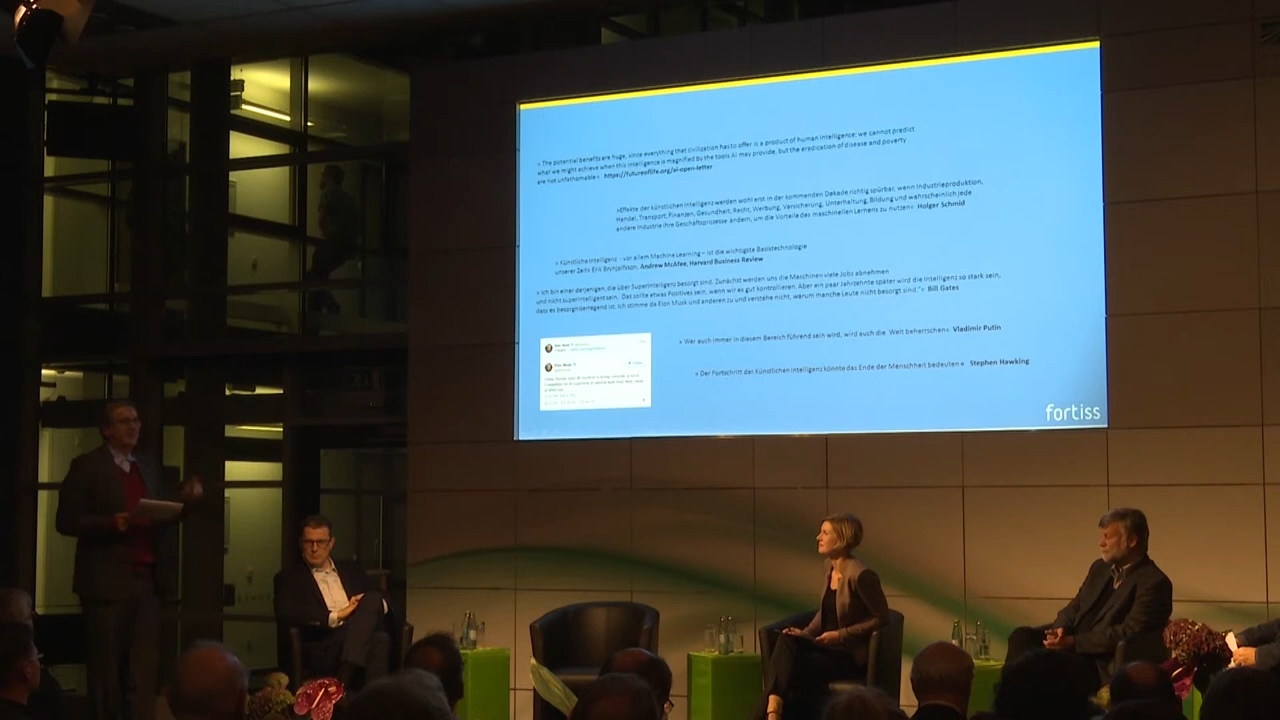 » The potential benefits are huge, since everything that civilization has to offer is a product of human intelligence; we cannot predict
what we might achieve when this intelligence is magnified by the tools AI may provide, but the eradication of disease and poverty
are not unfathomable« https://futureoflife.org/ai-open-letter
»Effekte der künstlichen Intelligenz werden wohl erst in der kommenden Dekade richtig spürbar, wenn Industrieproduktion,
Handel, Transport, Finanzen, Gesundheit, Recht, Werbung, Versicherung, Unterhaltung, Bildung und wahrscheinlich jede
andere Industrie ihre Geschäftsprozesse ändern, um die Vorteile des maschinellen Lernens zu nutzen« Holger Schmid
» Künstliche Intelligenz - vor allem Machine Learning – ist die wichtigste Basistechnologie
unserer Zeit« Eric Brynjolfsson, Andrew McAfee, Harvard Business Review
» Ich bin einer derjenigen, die über Superintelligenz besorgt sind. Zunächst werden uns die Maschinen viele Jobs abnehmen
und nicht superintelligent sein. Das sollte etwas Positives sein, wenn wir es gut kontrollieren. Aber ein paar Jahrzehnte später wird die Intelligenz so stark sein,
dass es besorgniserregend ist. Ich stimme da Elon Musk und anderen zu und verstehe nicht, warum manche Leute nicht besorgt sind."« Bill Gates
» Wer auch immer in diesem Bereich führend sein wird, wird auch die Welt beherrschen« Vladimir Putin
» Der Fortschritt der Künstlichen Intelligenz könnte das Ende der Menschheit bedeuten« Stephen Hawking
Elon Musk
Elon Musk
fortiss